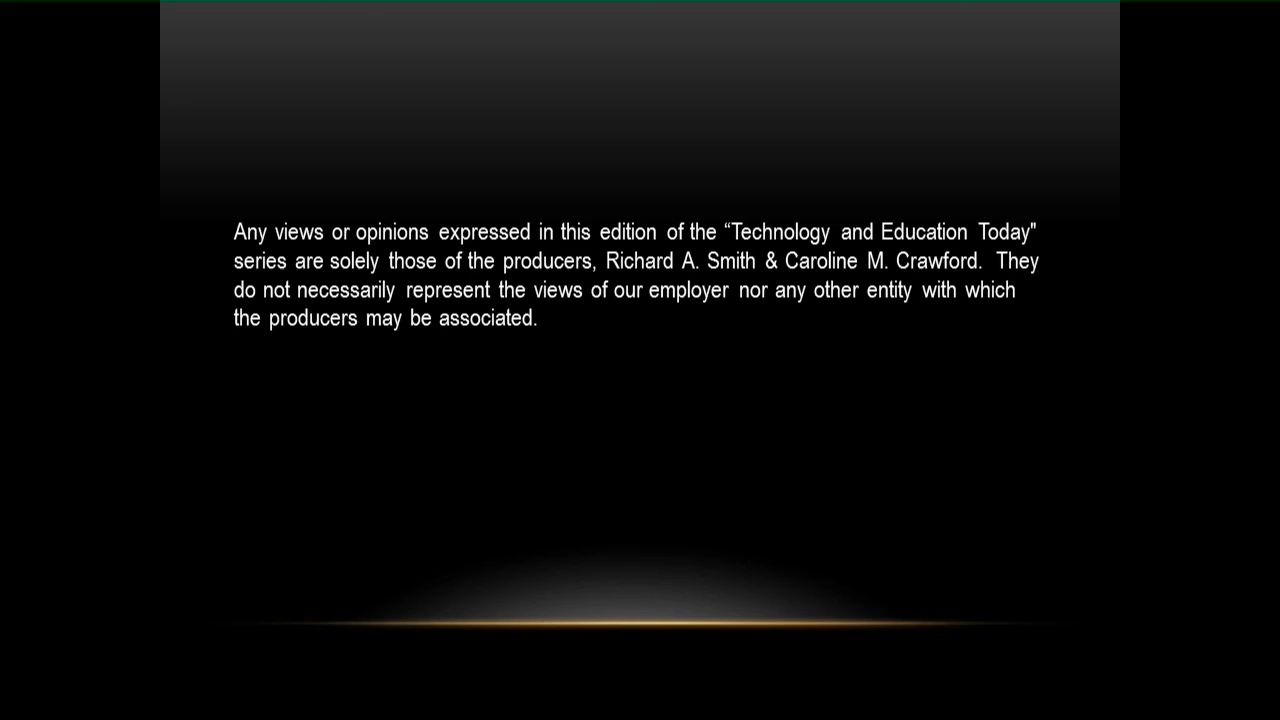 Any views or opinions expressed in this edition of the “Technology and Education Today"
series are solely those of the producers, Richard A. Smith & Caroline M. Crawford.  They
do not necessarily represent the views of our employer nor any other entity with which
the producers may be associated.